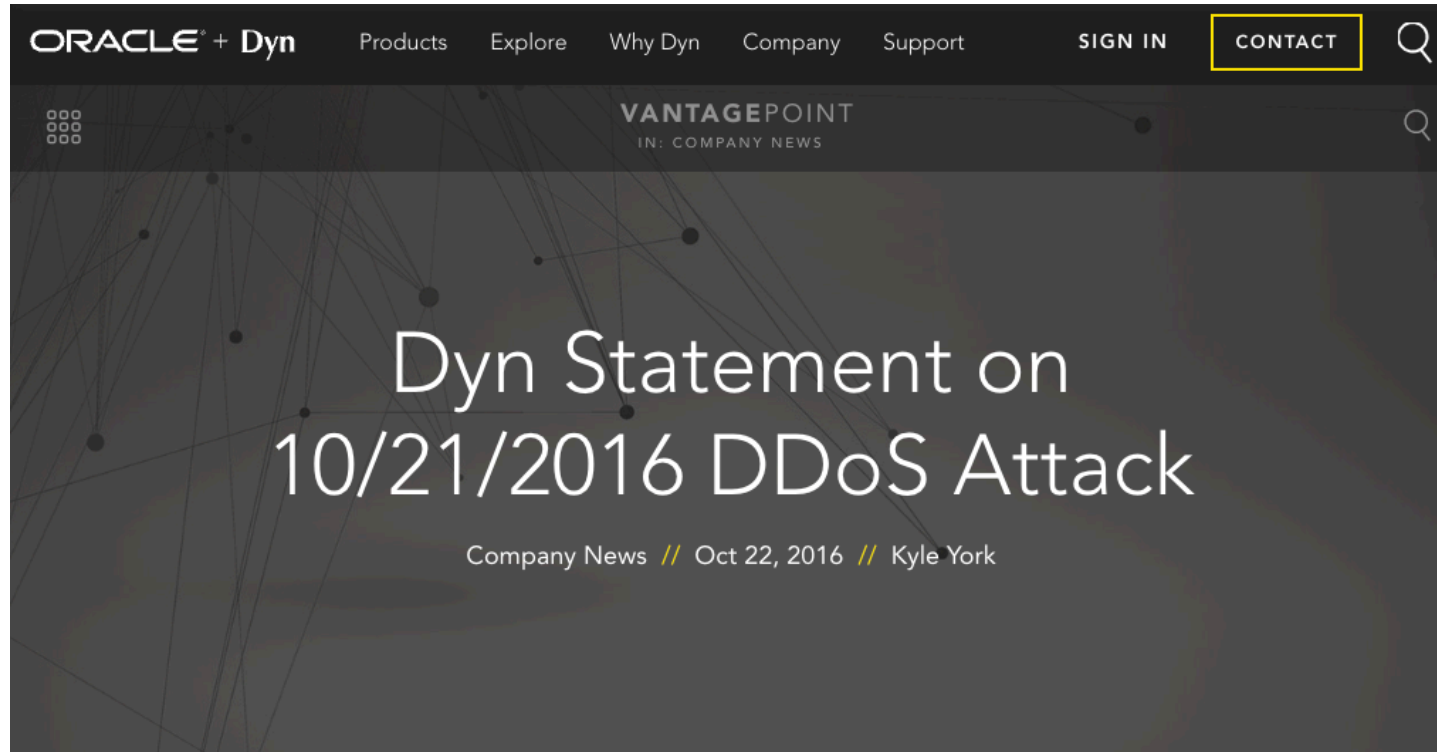 ORACLE® + Dyn Products Explore Why Dyn Company Support SIGN IN CONTACT
VANTAGEPOINT
IN: COMPANY NEWS
Dyn Statement on
10/21/2016 DDoS Attack
Company News // Oct 22, 2016 // Kyle York